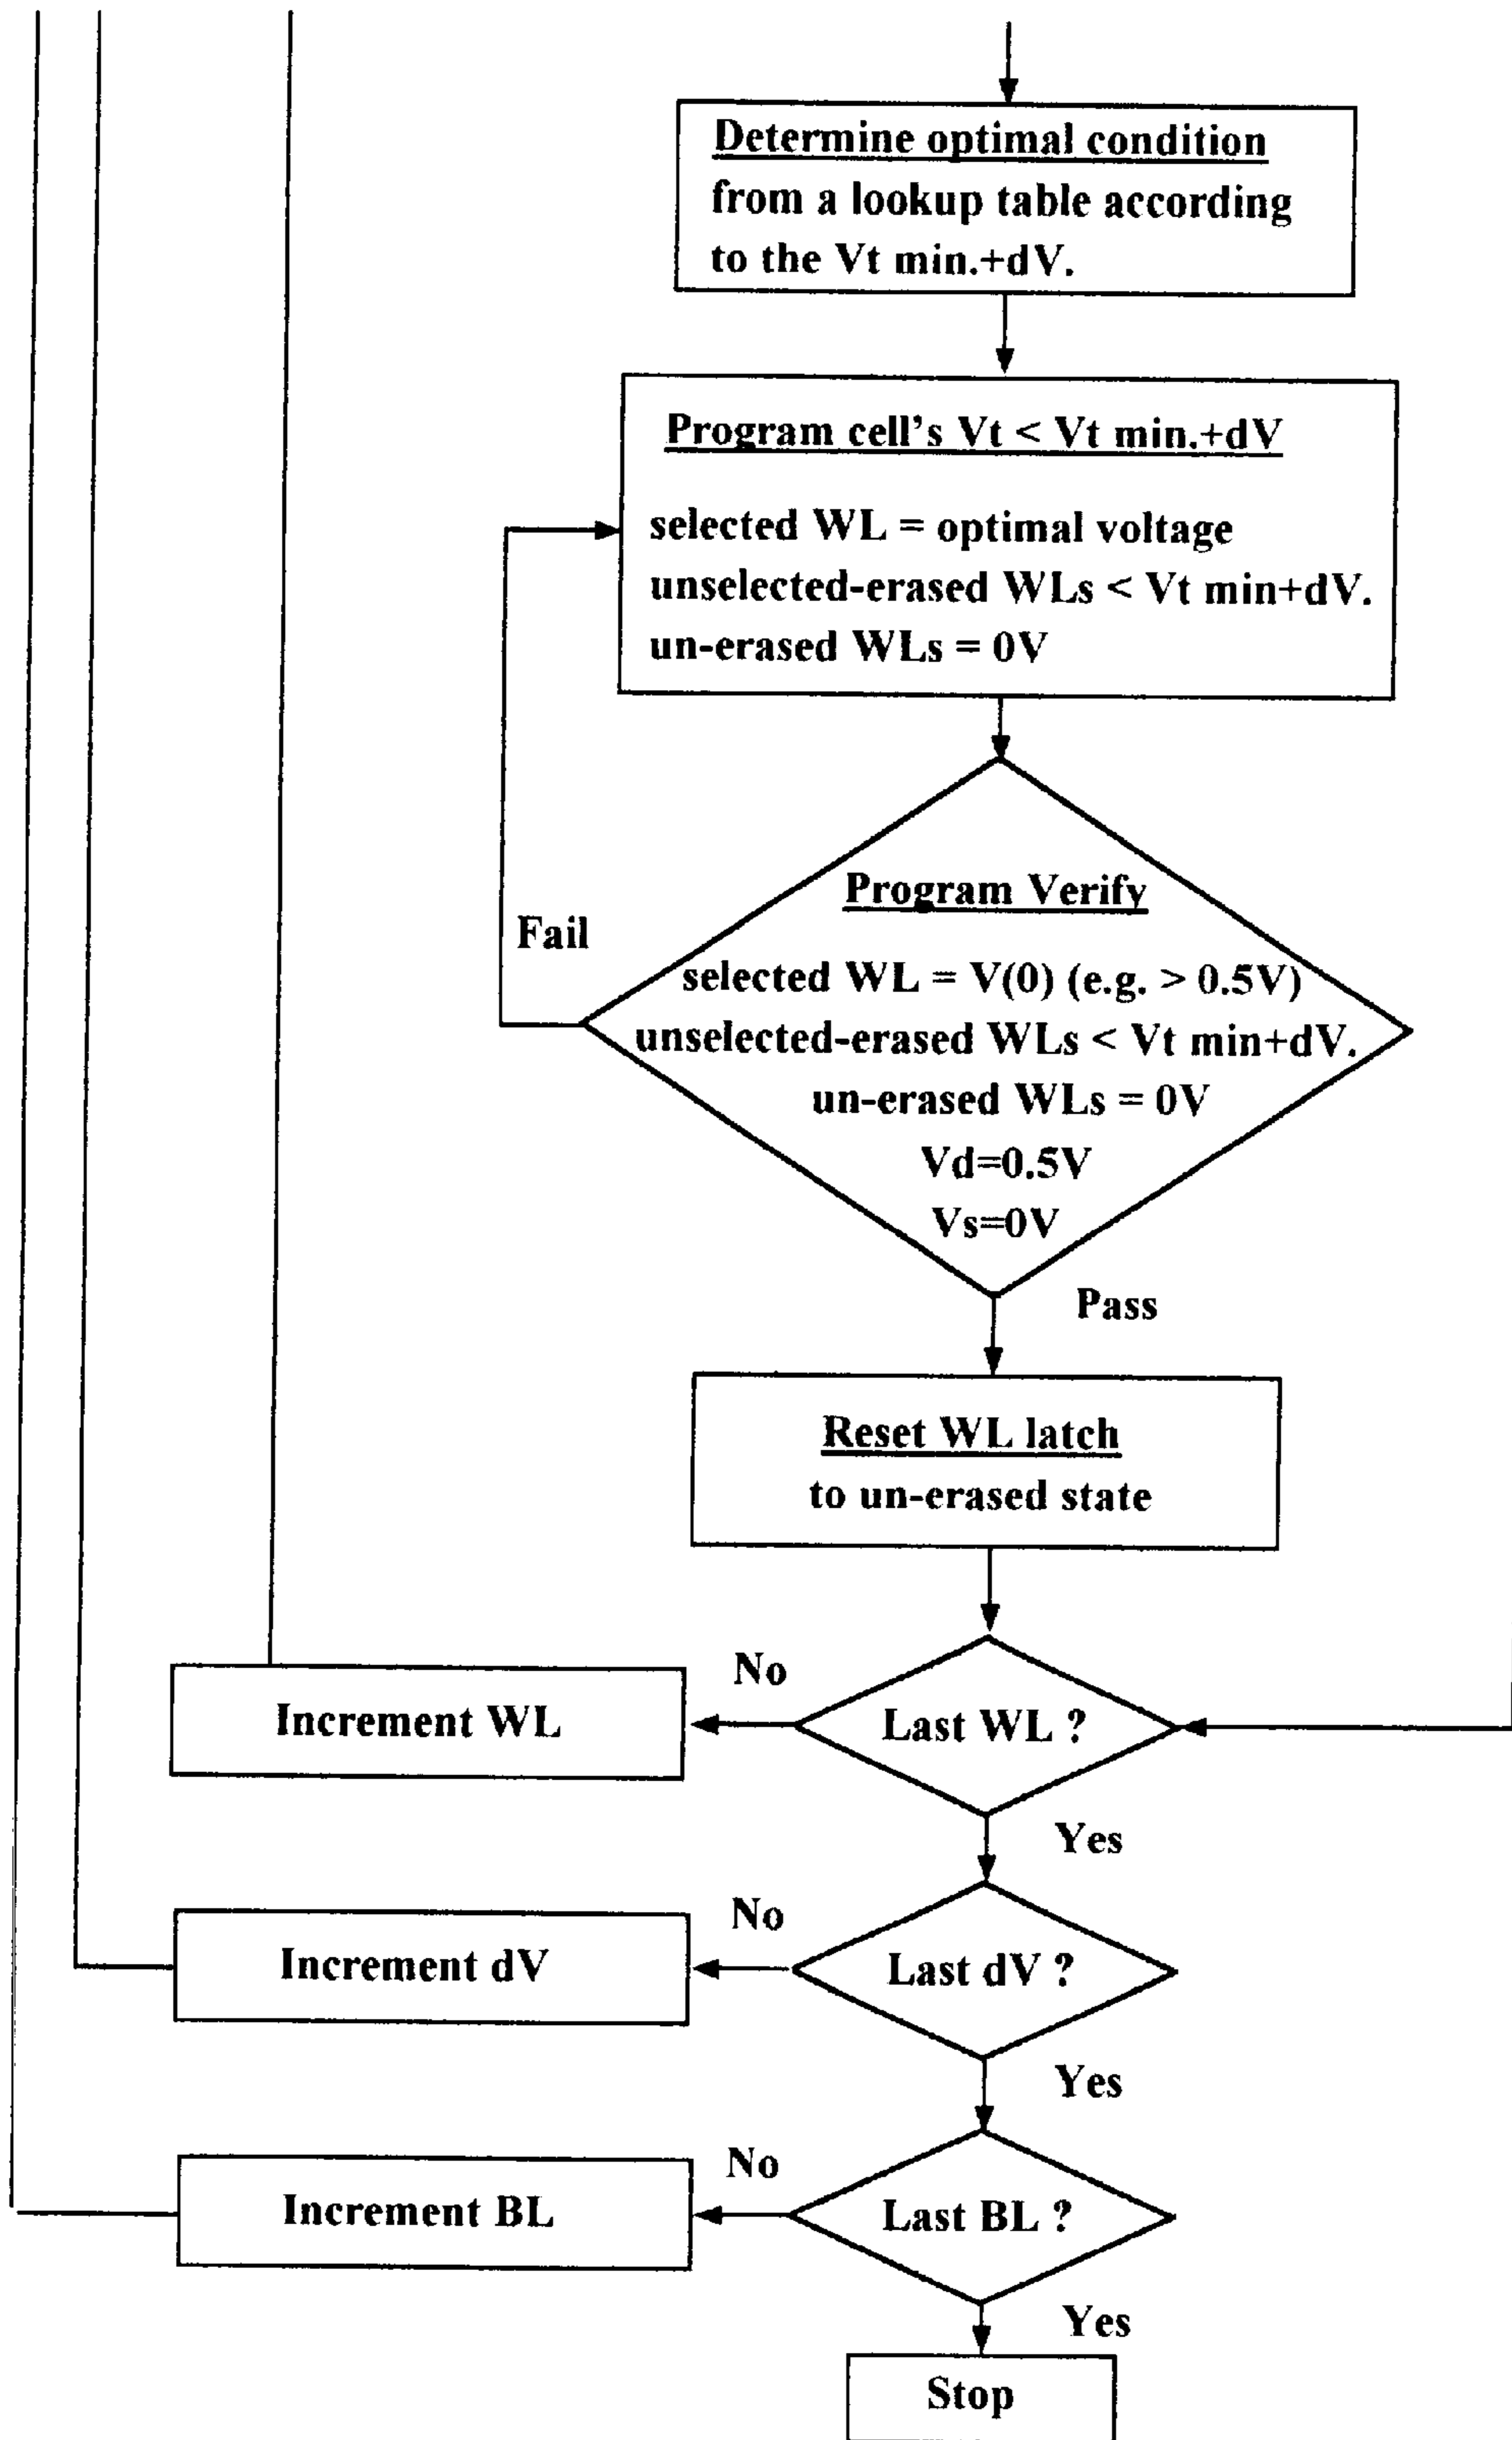 Determine optimal condition
from a lookup table according
to the Vt min.+dV.
Program cell's Vt < Vt min.+dV
selected WL = optimal voltage
unselected-erased WLs < Vt min+dV.
un-erased WLs = 0V
Program Verify
Fail
selected WL = V(0) (e.g. > 0.5V)
unselected-erased WLs < Vt min+dV.
un-erased WLs = 0V
Vd=0.5V
Vs=0V
Pass
Reset WL latch
to un-erased state
No
Increment WL
Last WL ?
Yes
No
Increment dV
Last dV ?
Yes
No
Increment BL
Last BL ?
Yes
Stop